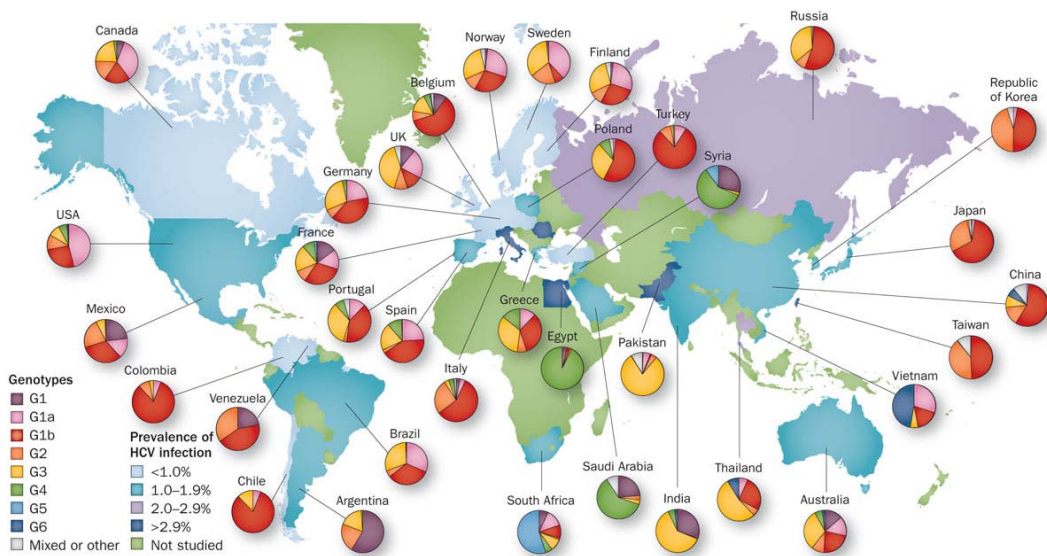 Canada
Norway
Sweden
Finland
Russia
Belgium
Republic
of Korea
UK
Poland
Turkey
Syria
Germany
USA
France
Japan
China
Portugal
Spain
Greece
Egypt
Pakistan
Taiwan
Mexico
Italy
Vietnam
Colombia
Venezuela
Brazil
Chile
Argentina
South Africa
Saudi Arabia
India
Thailand
Australia
Genotypes
G1
G1a
G1b
G2
G3
G4
G5
G6
Mixed or other
Prevalence of
HCV infection
<1.0%
1.0–1.9%
2.0–2.9%
>2.9%
Not studied